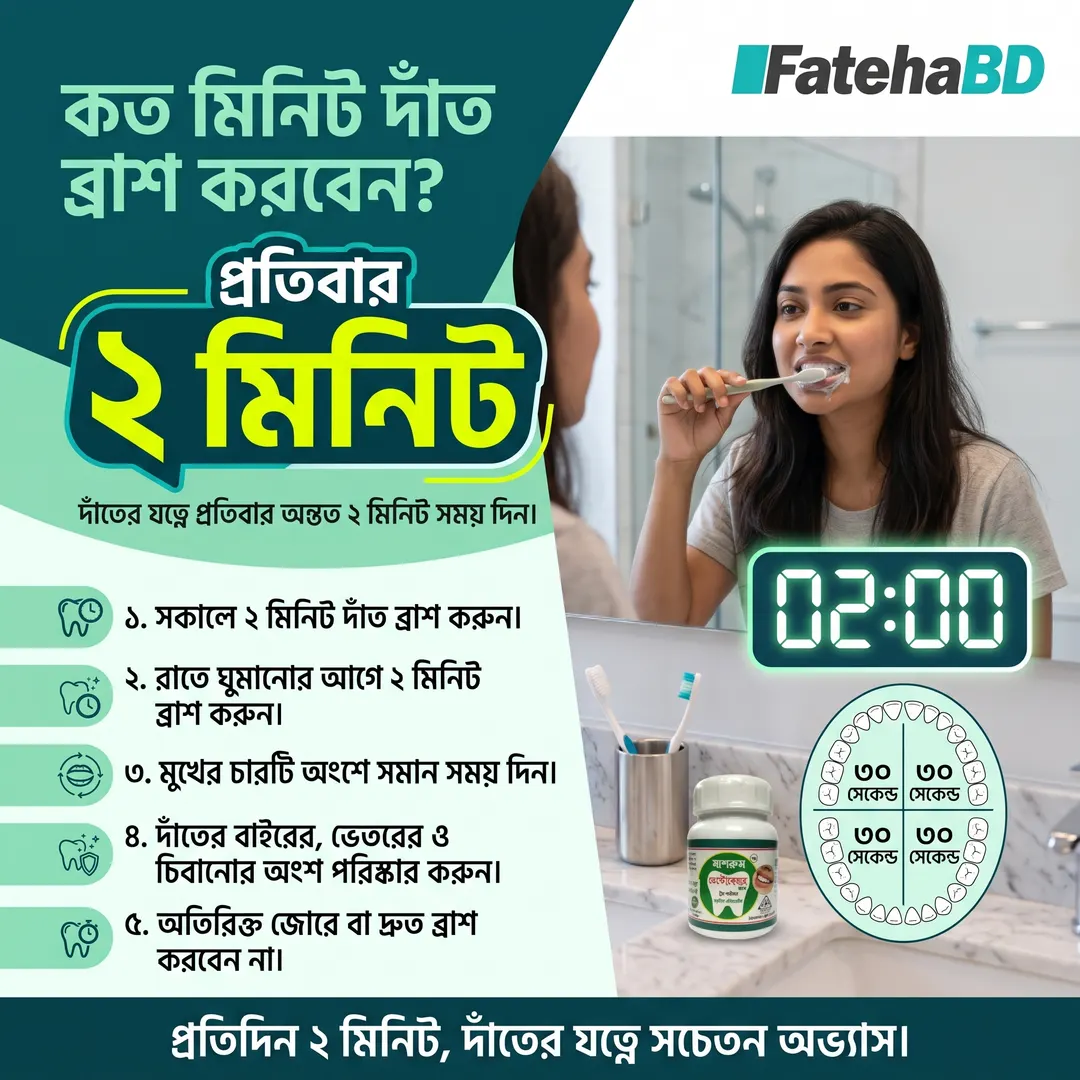 FatehaBD
কত মিনিট দাঁত
ব্রাশ করবেন?
প্রতিবার
২ মিনিট
দাঁতের যত্নে প্রতিবার অন্তত ২ মিনিট সময় দিন।
১. সকালে ২ মিনিট দাঁত ব্রাশ করুন।
২. রাতে ঘুমানোর আগে ২ মিনিট
ব্রাশ করুন।
৩. মুখের চারটি অংশে সমান সময় দিন।
৪. দাঁতের বাইরের, ভেতরের ও
চিবানোর অংশ পরিষ্কার করুন।
৫. অতিরিক্ত জোরে বা দ্রুত ব্রাশ
করবেন না।
02:00
৩০ সেকেন্ড
৩০ সেকেন্ড
৩০ সেকেন্ড
৩০ সেকেন্ড
মাশরুম
প্রতিদিন ২ মিনিট, দাঁতের যত্নে সচেতন অভ্যাস।